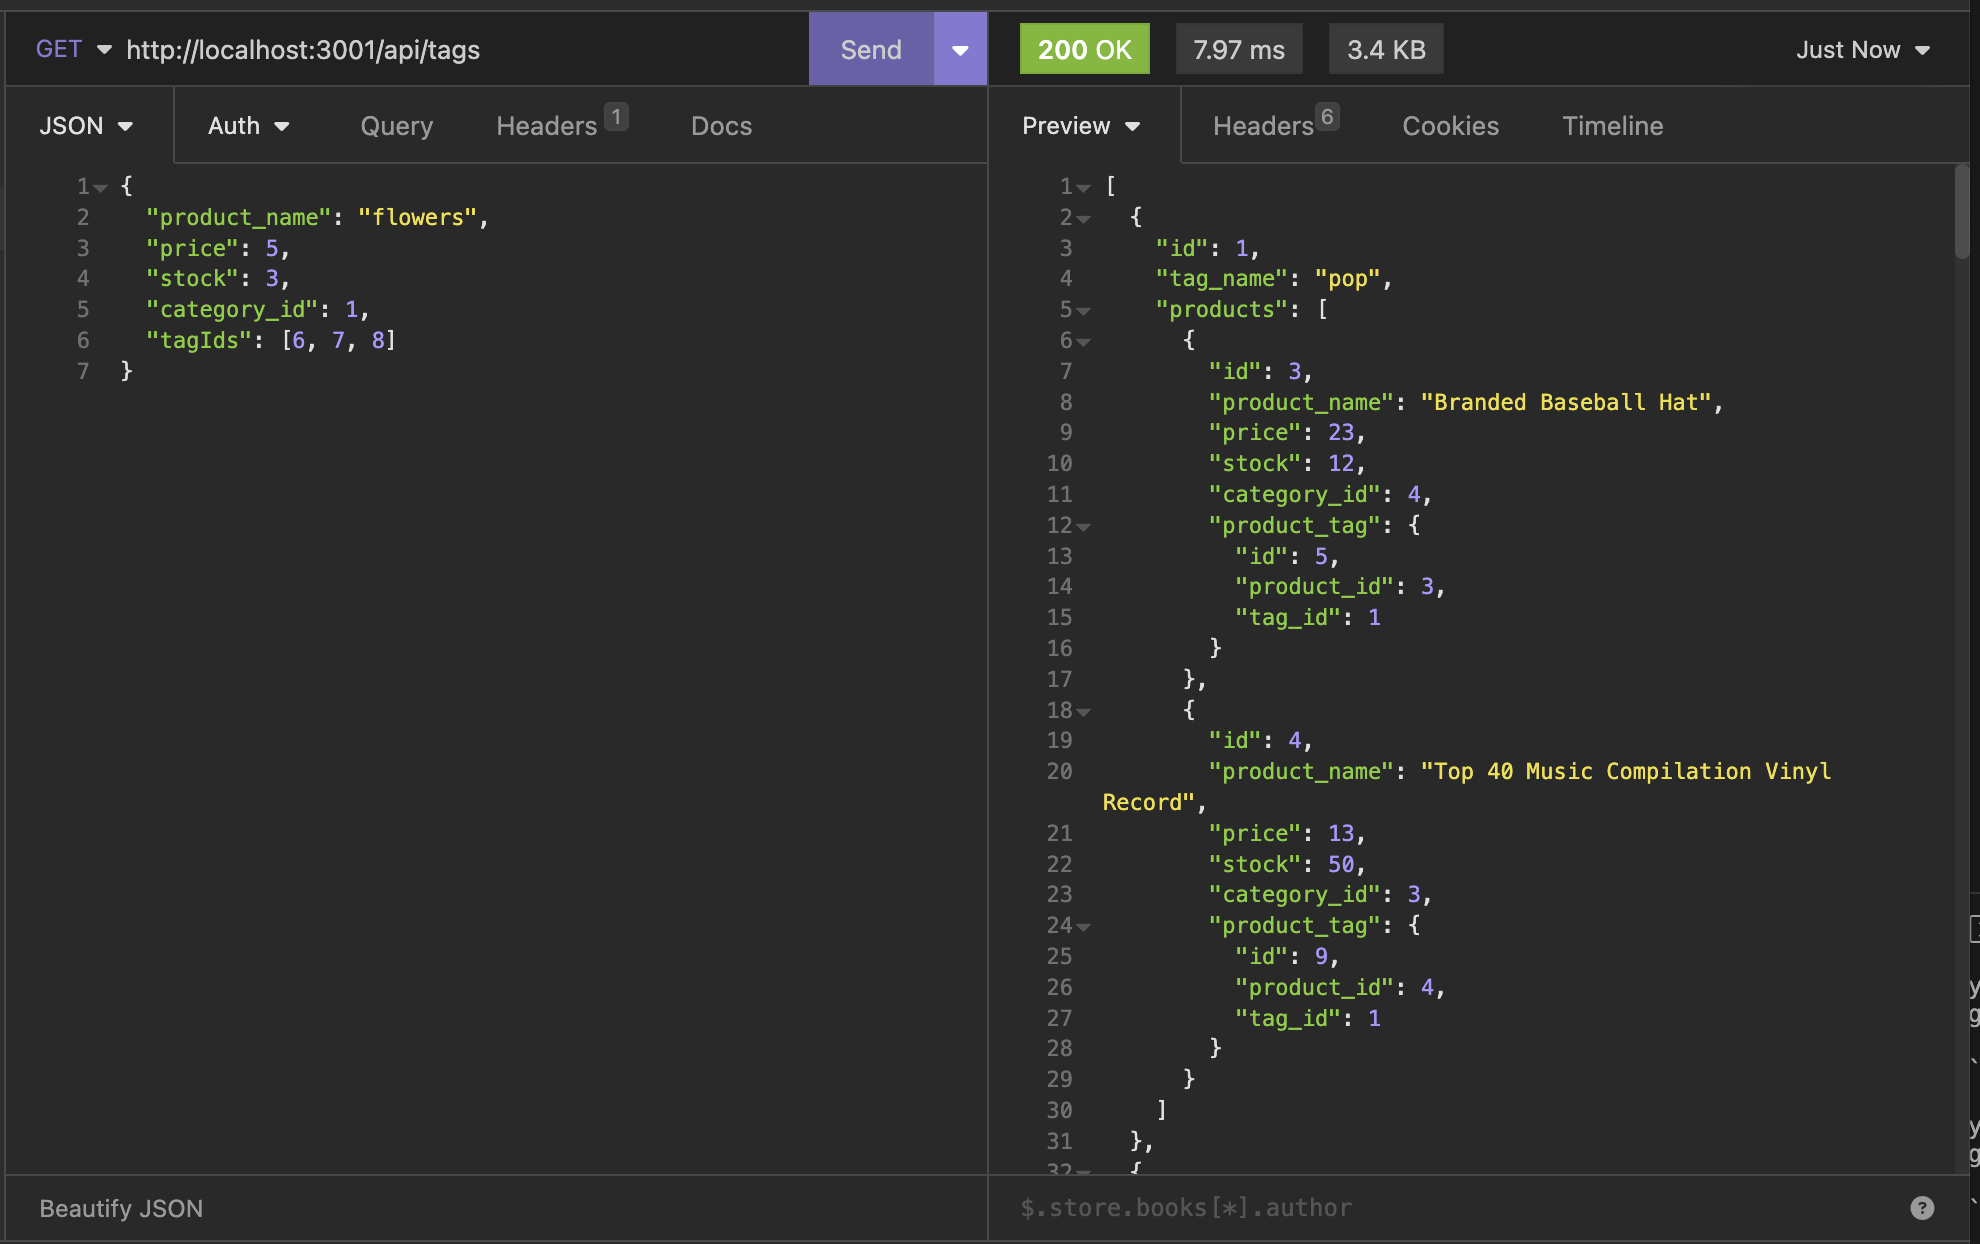 GET http://localhost:3001/api/tags Send 200 OK 7.97 ms 3.4 KB Just Now
JSON Auth Query Headers 1 Docs
Preview Headers 6 Cookies Timeline
1 {
2 "product_name": "flowers",
3 "price": 5,
4 "stock": 3,
5 "category_id": 1,
6 "tagIds": [6, 7, 8]
7 }
1 [
2 {
3 "id": 1,
4 "tag_name": "pop",
5 "products": [
6 {
7 "id": 3,
8 "product_name": "Branded Baseball Hat",
9 "price": 23,
10 "stock": 12,
11 "category_id": 4,
12 "product_tag": {
13 "id": 5,
14 "product_id": 3,
15 "tag_id": 1
16 }
17 },
18 {
19 "id": 4,
20 "product_name": "Top 40 Music Compilation Vinyl
Record",
21 "price": 13,
22 "stock": 50,
23 "category_id": 3,
24 "product_tag": {
25 "id": 9,
26 "product_id": 4,
27 "tag_id": 1
28 }
29 }
30 ]
31 },
32 {
Beautify JSON
$.store.books[*].author ?